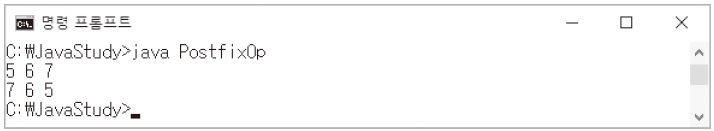 명령 프롬프트
C:₩JavaStudy>java PostfixOp
5 6 7
7 6 5
C:₩JavaStudy>